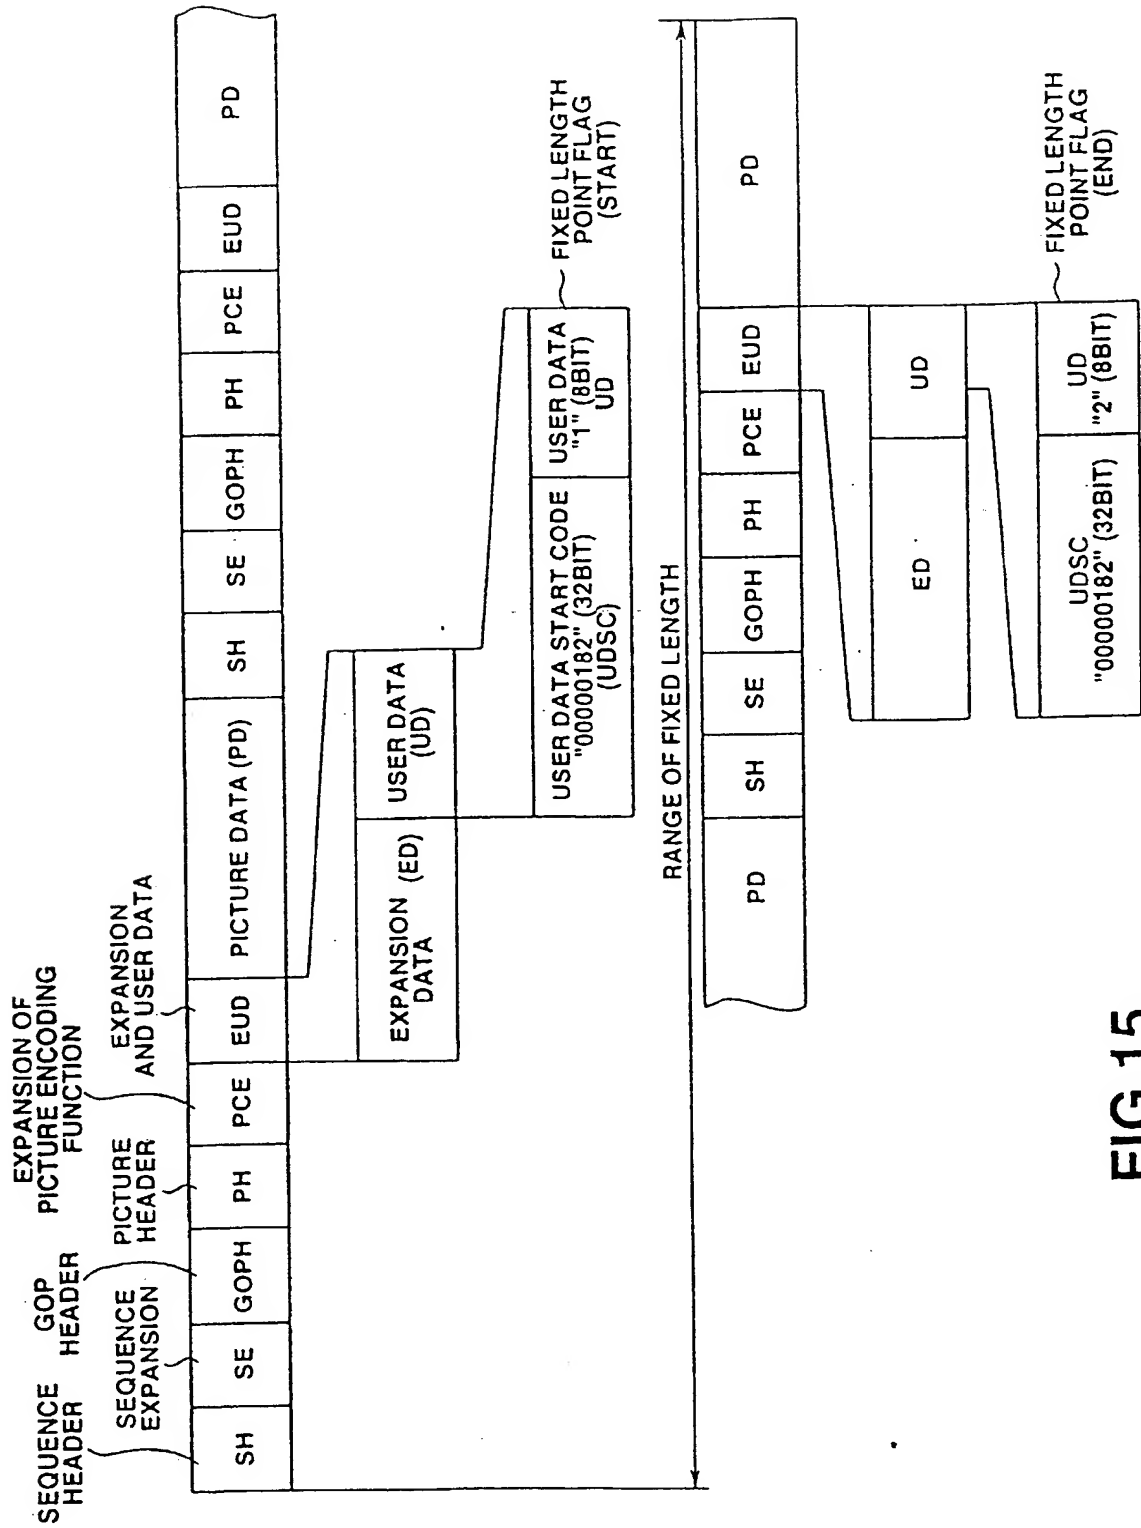 EXPANSION OF
PICTURE ENCODING
FUNCTION
SEQUENCE
HEADER
GOP
HEADER
PICTURE
HEADER
EXPANSION
AND USER DATA
SEQUENCE
EXPANSION
SH SE GOPH PH PCE EUD PICTURE DATA (PD) SH SE GOPH PH PCE EUD PD
EXPANSION (ED)
DATA
USER DATA
(UD)
USER DATA START CODE
"00000182" (32BIT)
(UDSC)
USER DATA
"1" (8BIT)
UD
FIXED LENGTH
POINT FLAG
(START)
RANGE OF FIXED LENGTH
PD SH SE GOPH PH PCE EUD PD
ED UD
UDSC
"00000182" (32BIT)
UD
"2" (8BIT)
FIXED LENGTH
POINT FLAG
(END)
FIG.15